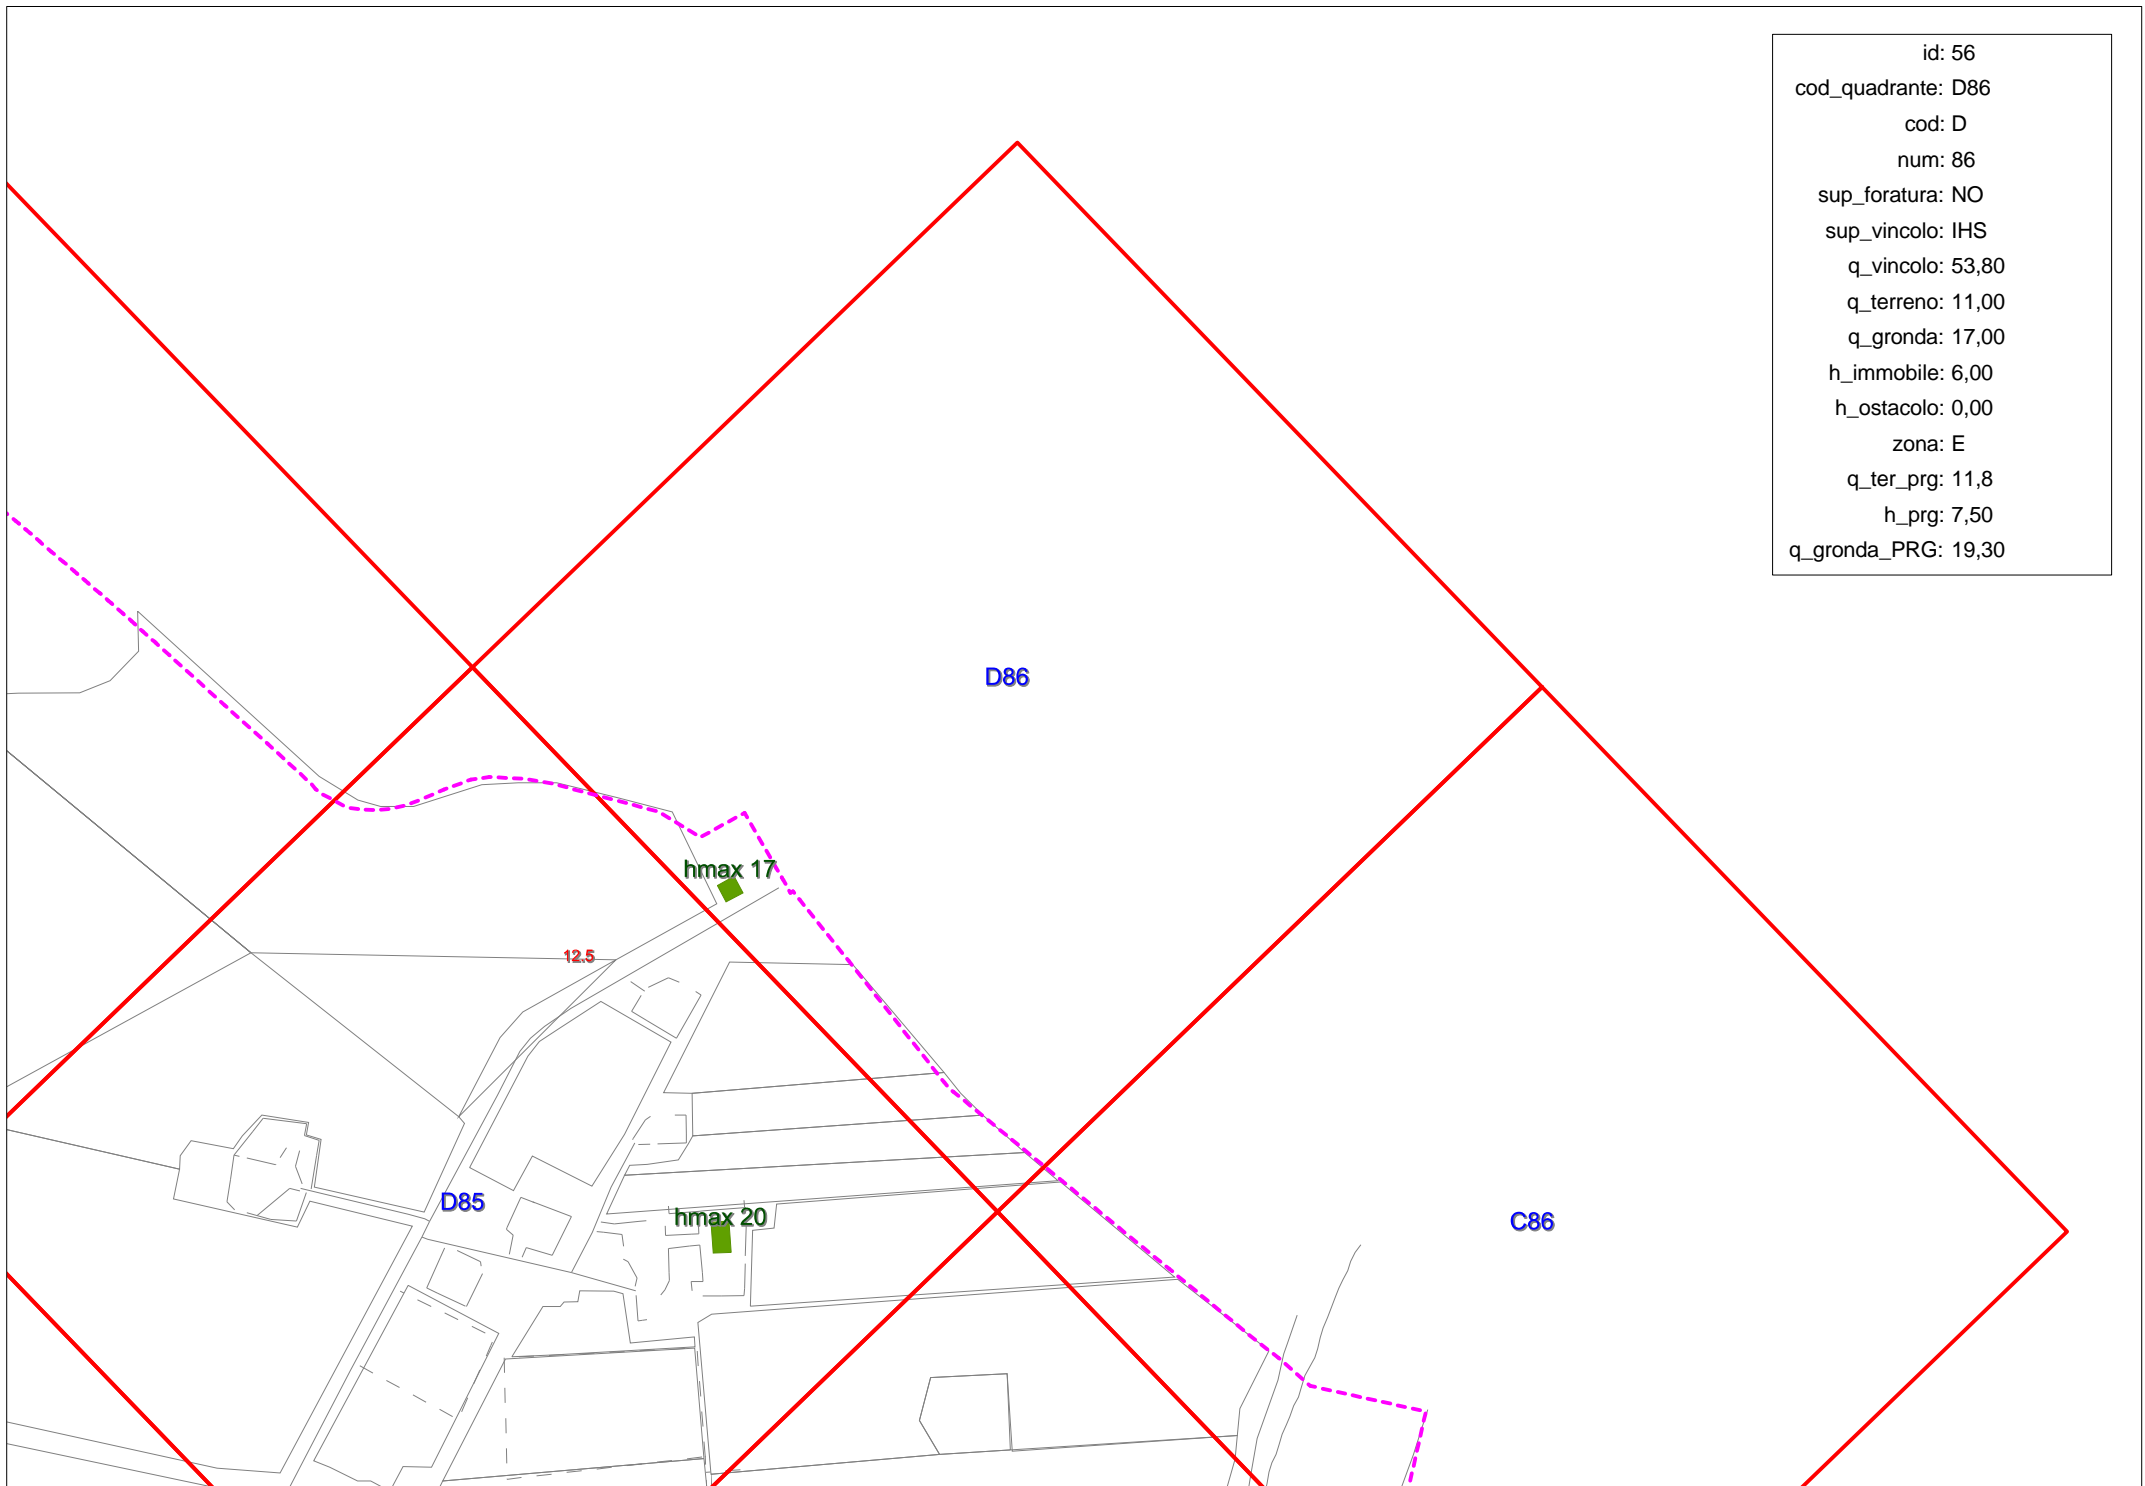 id: 56
cod_quadrante: D86
cod: D
num: 86
sup_foratura: NO
sup_vincolo: IHS
q_vincolo: 53,80
q_terreno: 11,00
q_gronda: 17,00
h_immobile: 6,00
h_ostacolo: 0,00
zona: E
q_ter_prg: 11,8
h_prg: 7,50
q_gronda_PRG: 19,30
D86
hmax 17
12.5
D85
hmax 20
C86